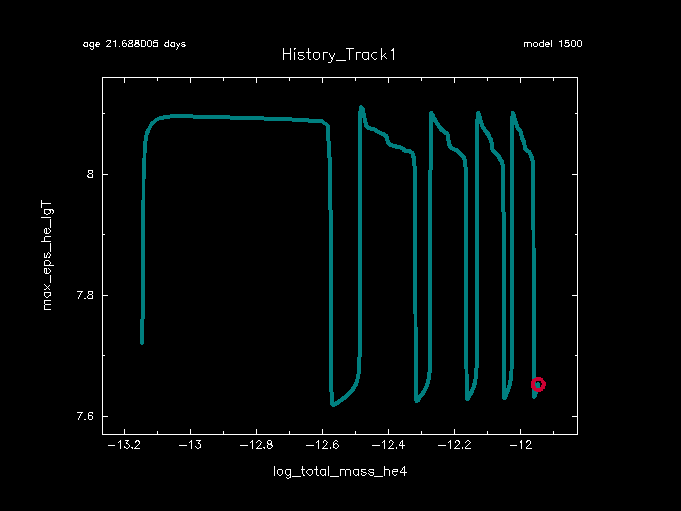 age 21.688005 days
model 1500
History_Track1
8
7.8
7.6
max_eps_he_lgT
-13.2 -13 -12.8 -12.6 -12.4 -12.2 -12
log_total_mass_he4